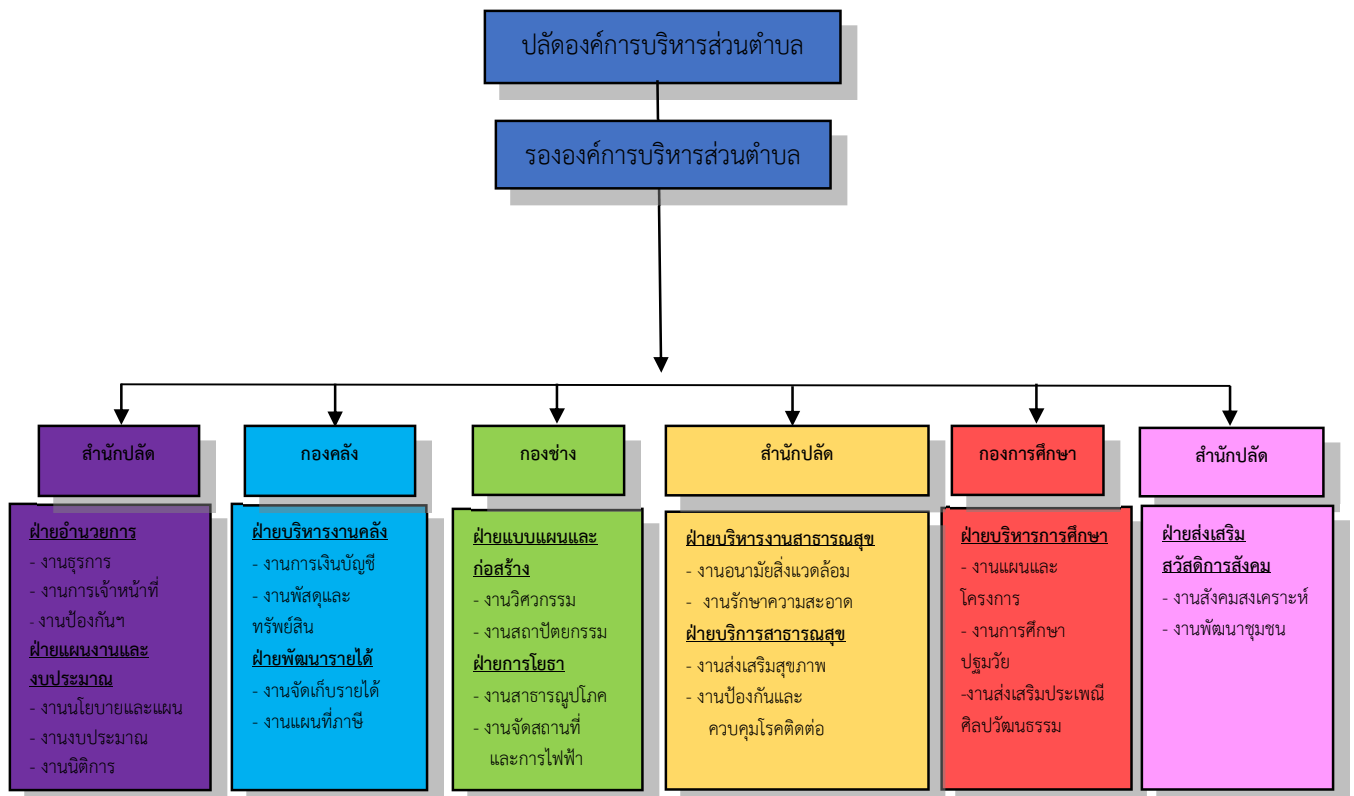 ปลัดองค์การบริหารส่วนตำบล
รององค์การบริหารส่วนตำบล
สำนักปลัด
ฝ่ายอำนวยการ
- งานธุรการ
- งานการเจ้าหน้าที่
- งานป้องกันฯ
ฝ่ายแผนงานและ
งบประมาณ
- งานนโยบายและแผน
- งานงบประมาณ
- งานนิติการ
กองคลัง
ฝ่ายบริหารงานคลัง
- งานการเงินบัญชี
- งานพัสดุและ
ทรัพย์สิน
ฝ่ายพัฒนารายได้
- งานจัดเก็บรายได้
- งานแผนที่ภาษี
กองช่าง
ฝ่ายแบบแผนและ
ก่อสร้าง
- งานวิศวกรรม
- งานสถาปัตยกรรม
ฝ่ายการโยธา
- งานสาธารณูปโภค
- งานจัดสถานที่
และการไฟฟ้า
สำนักปลัด
ฝ่ายบริหารงานสาธารณสุข
- งานอนามัยสิ่งแวดล้อม
- งานรักษาความสะอาด
ฝ่ายบริการสาธารณสุข
- งานส่งเสริมสุขภาพ
- งานป้องกันและ
ควบคุมโรคติดต่อ
กองการศึกษา
ฝ่ายบริหารการศึกษา
- งานแผนและ
โครงการ
- งานการศึกษา
ปฐมวัย
-งานส่งเสริมประเพณี
ศิลปวัฒนธรรม
สำนักปลัด
ฝ่ายส่งเสริม
สวัสดิการสังคม
- งานสังคมสงเคราะห์
- งานพัฒนาชุมชน